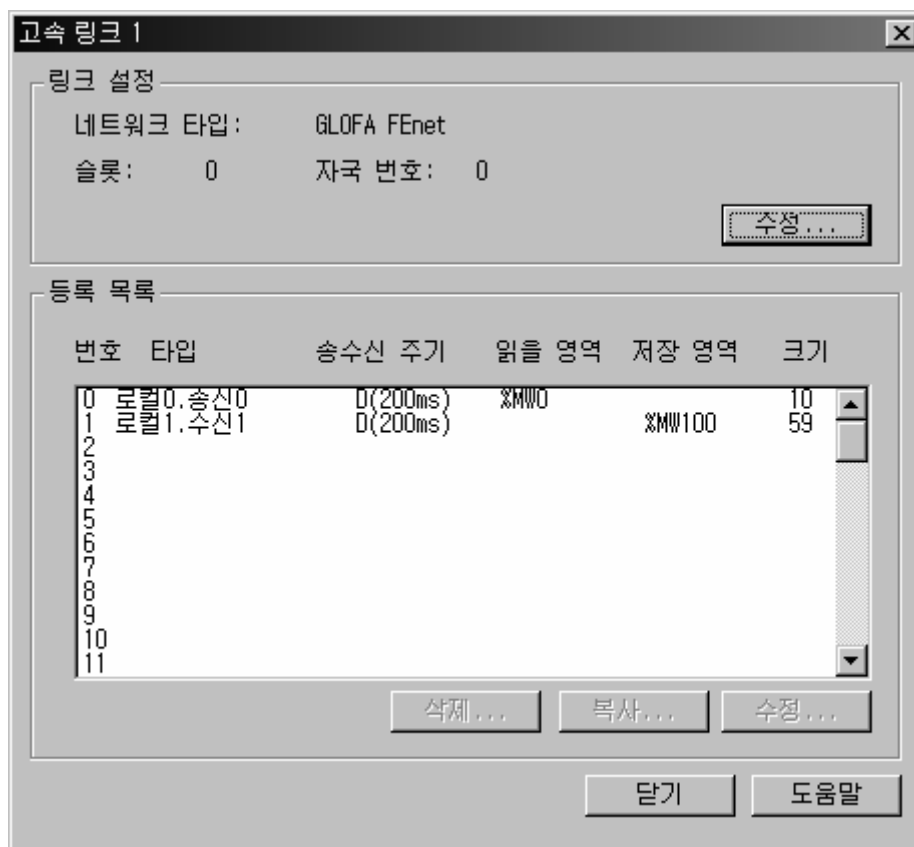 고속 링크 1
링크 설정
네트워크 타입: GLOFA FEnet
슬롯: 0 자국 번호: 0
수정...
등록 목록
번호 타입 송수신 주기 읽을 영역 저장 영역 크기
0 로컬0.송신0 D(200ms) %MW0 10
1 로컬1.수신1 D(200ms) %MW100 59
2
3
4
5
6
7
8
9
10
11
삭제... 복사... 수정...
닫기 도움말